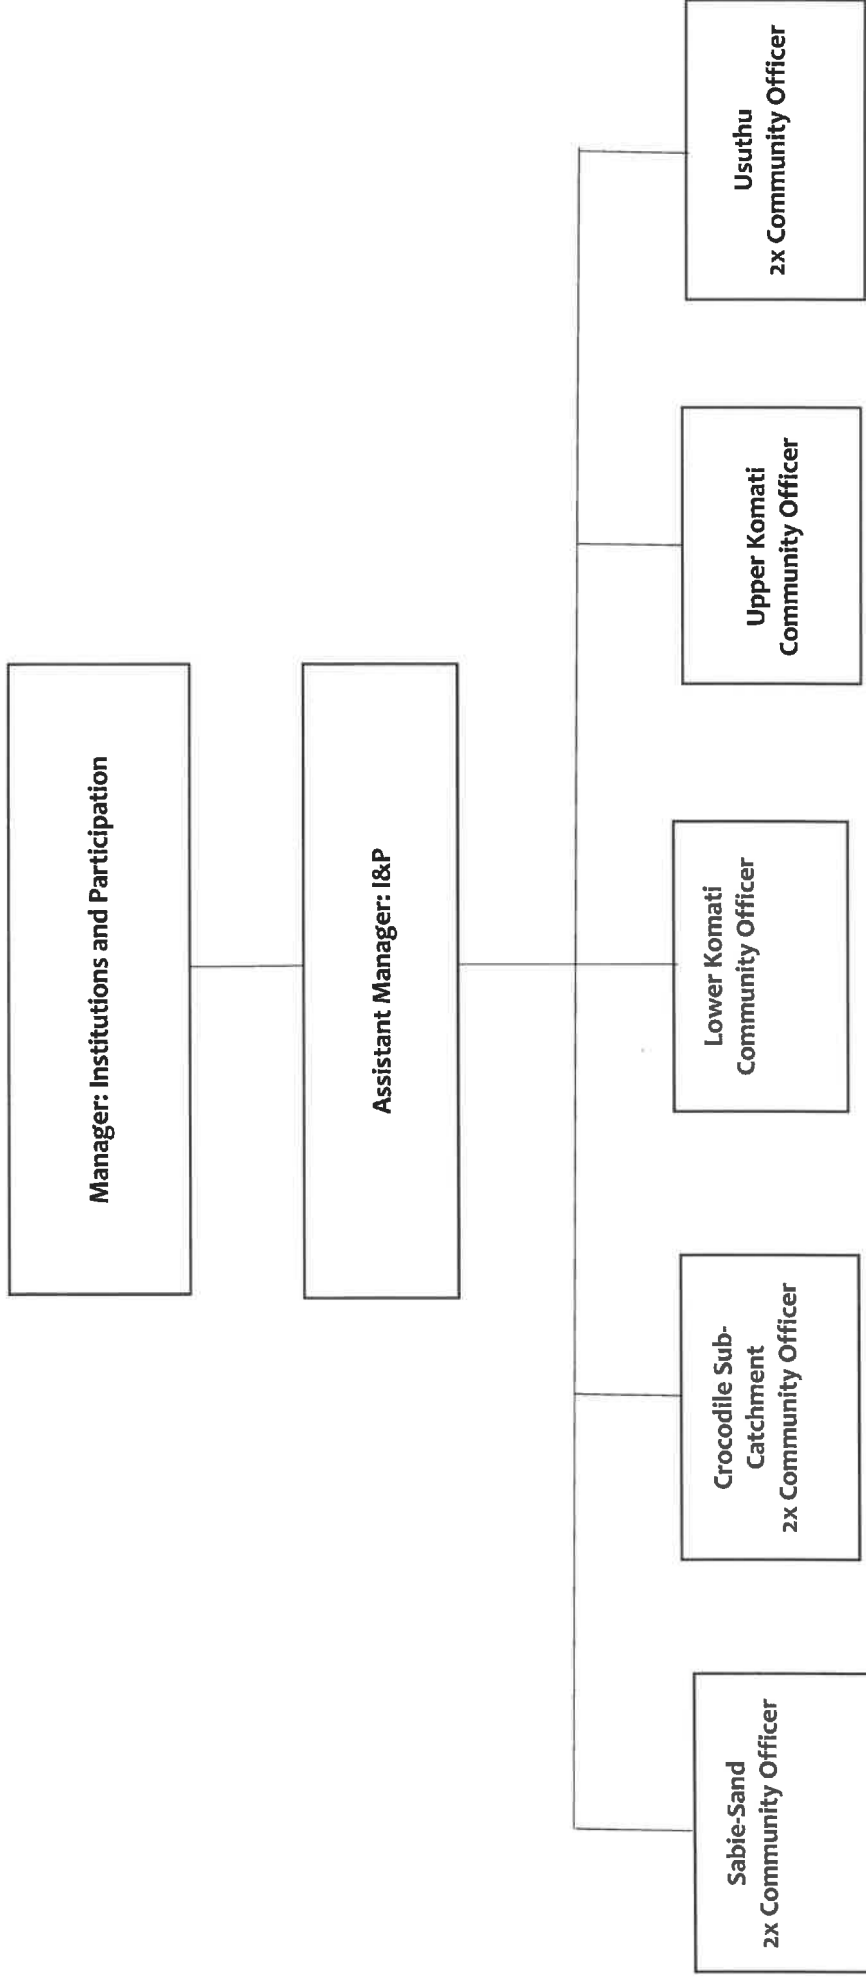 Manager: Institutions and Participation
Assistant Manager: I&P
Sabie-Sand
2x Community Officer
Crocodile Sub-
Catchment
2x Community Officer
Lower Komati
Community Officer
Upper Komati
Community Officer
Usuthu
2x Community Officer